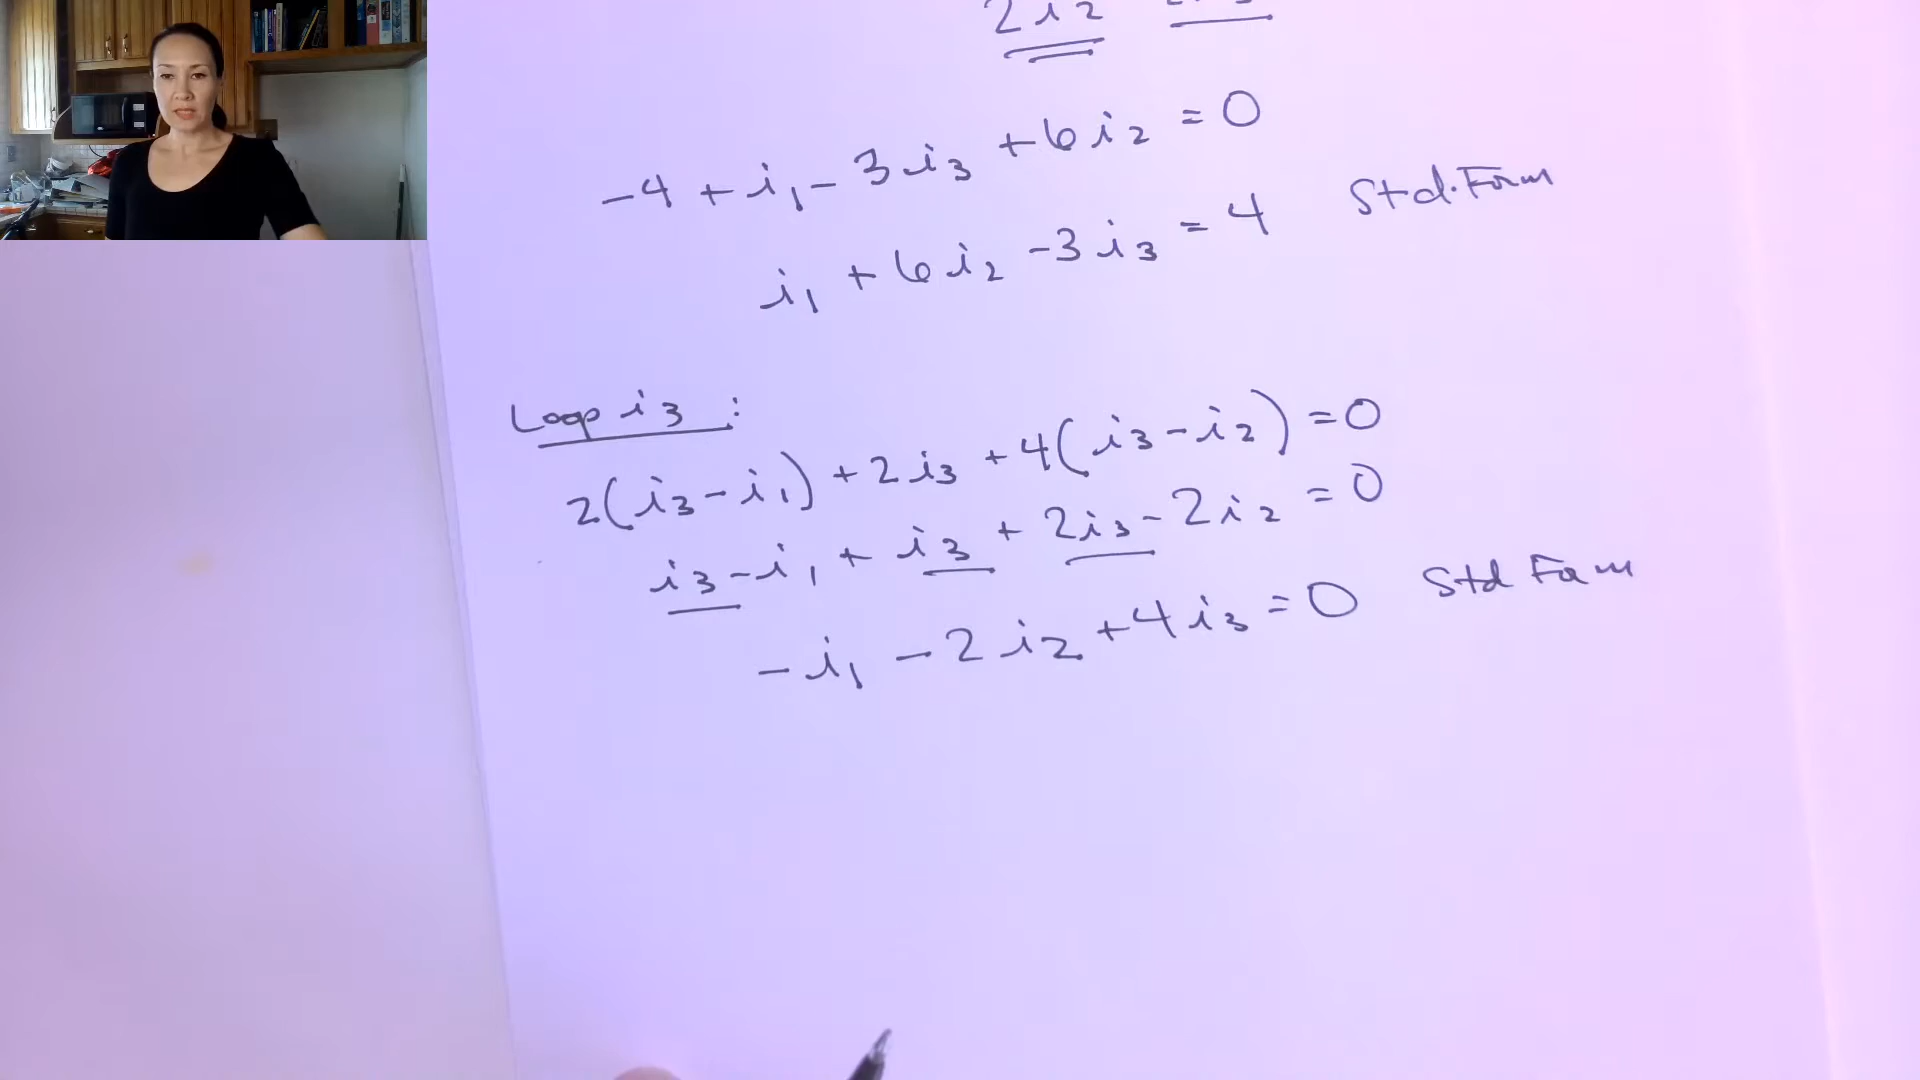 2i2
-4 + i1 - 3i3 + 6i2 = 0
i1 + 6i2 - 3i3 = 4 Std. Form
Loop i3 :
2(i3 - i1) + 2i3 + 4(i3 - i2) = 0
i3 - i1 + i3 + 2i3 - 2i2 = 0
-i1 - 2i2 + 4i3 = 0 Std Form